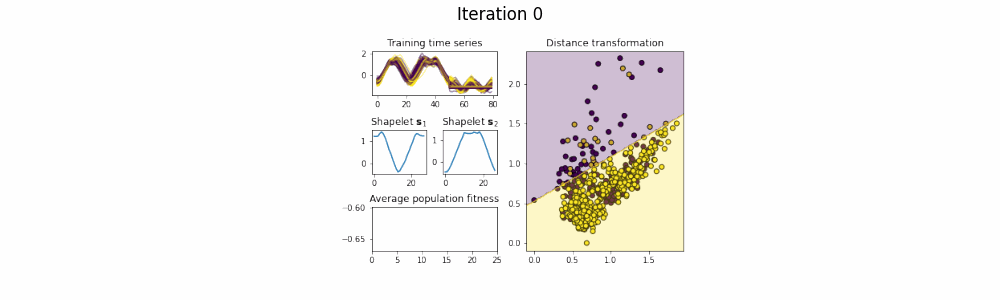 Iteration 0
Training time series
2
0
0 20 40 60 80
Shapelet s1 Shapelet s2
1
0
0 20
1
0
0 20
Average population fitness
−0.60
−0.65
0 5 10 15 20 25
Distance transformation
2.0
1.5
1.0
0.5
0.0
0.0 0.5 1.0 1.5